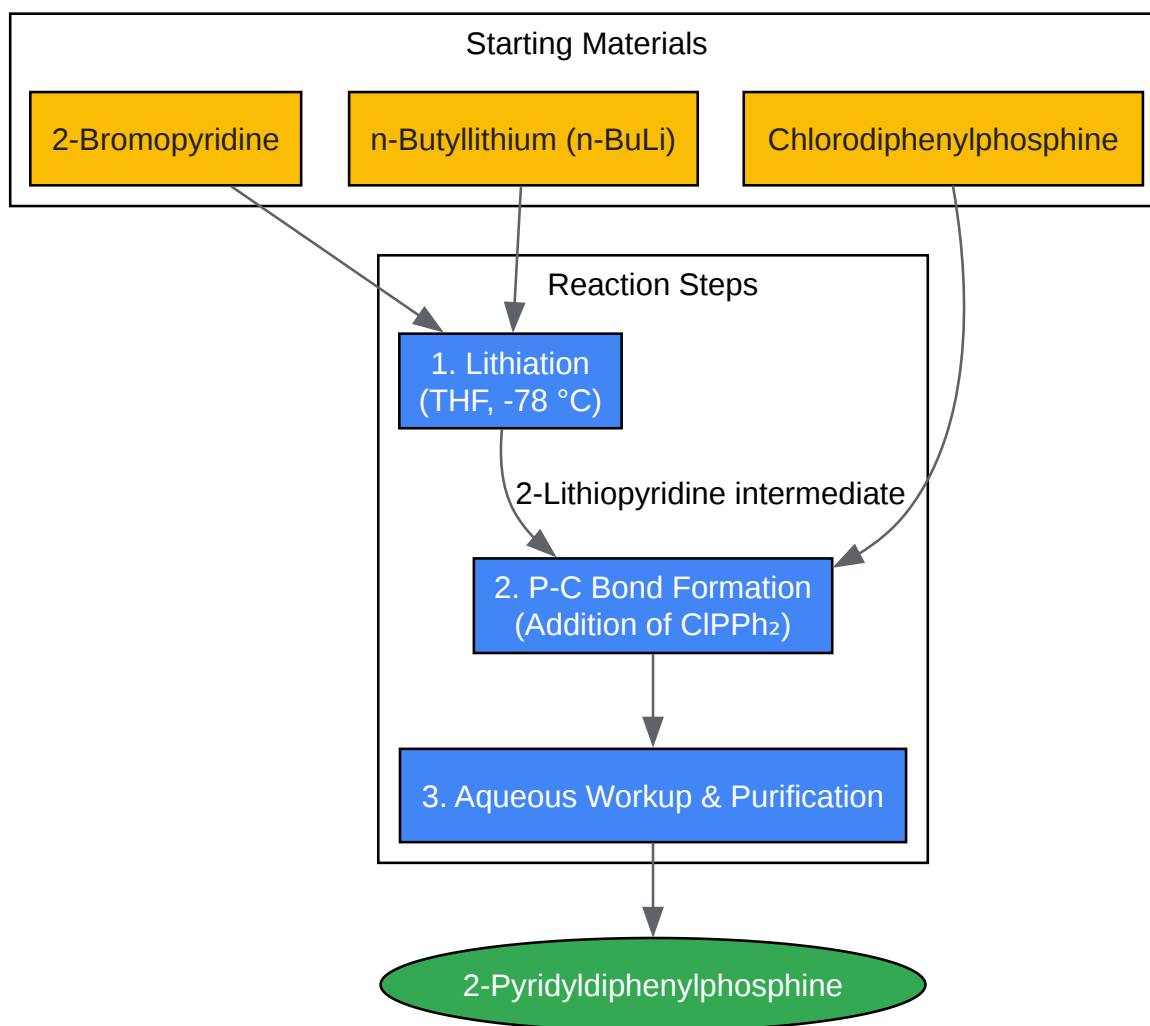 Starting Materials
2-Bromopyridine
n-Butyllithium (n-BuLi)
Chlorodiphenylphosphine
Reaction Steps
1. Lithiation
(THF, -78 °C)
2-Lithiopyridine intermediate
2. P-C Bond Formation
(Addition of ClPPh₂)
3. Aqueous Workup & Purification
2-Pyridyldiphenylphosphine